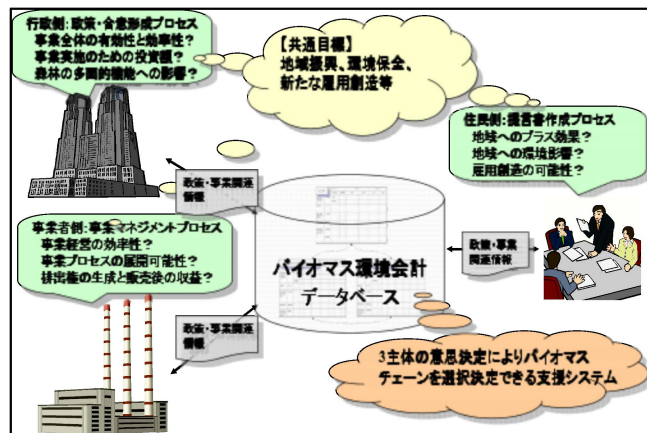 行政側:政策・合意形成プロセス
事業全体の有効性と効率性?
事業実施のための投資額?
森林の多面的機能への影響?
【共通目標】
地域振興、環境保全、
新たな雇用創造等
住民側:提言書作成プロセス
地域へのプラス効果?
地域への環境影響?
雇用創造の可能性?
政策・事業関連
情報
事業者側:事業マネジメントプロセス
事業経営の効率性?
事業プロセスの展開可能性?
排出権の生成と販売後の収益?
バイオマス環境会計
データベース
政策・事業
関連情報
政策・事業関連
情報
3主体の意思決定によりバイオマス
チェーンを選択決定できる支援システム